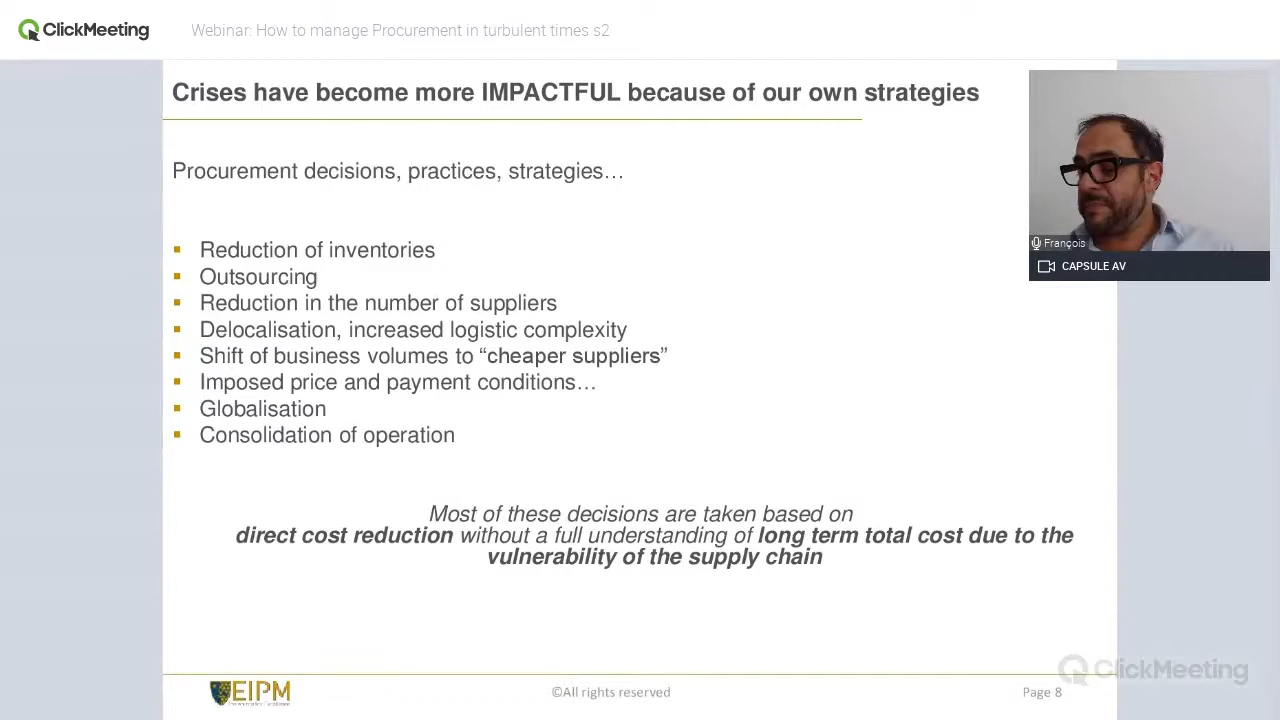 ClickMeeting
Webinar: How to manage Procurement in turbulent times s2
Crises have become more IMPACTFUL because of our own strategies
Procurement decisions, practices, strategies…
Reduction of inventories
Outsourcing
Reduction in the number of suppliers
Delocalisation, increased logistic complexity
Shift of business volumes to “cheaper suppliers”
Imposed price and payment conditions…
Globalisation
Consolidation of operation
Most of these decisions are taken based on
direct cost reduction without a full understanding of long term total cost due to the
vulnerability of the supply chain
François
CAPSULE AV
ClickMeeting
EIPM
©All rights reserved
Page 8